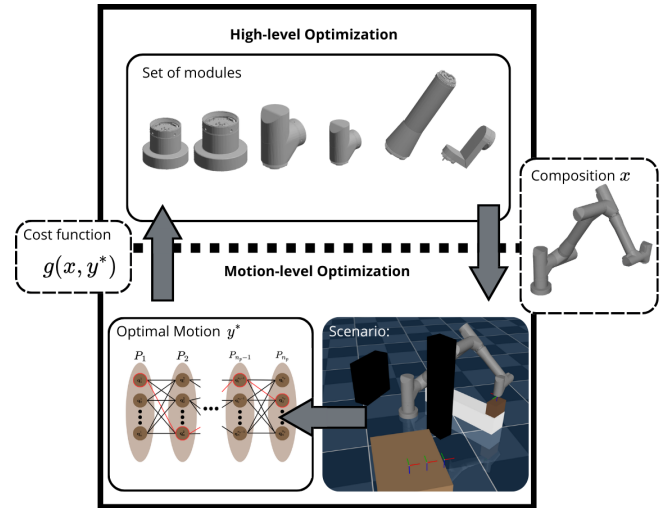 High-level Optimization
Set of modules
Composition x
Cost function
g(x, y*)
Motion-level Optimization
Optimal Motion y*
Scenario:
P₁ P₂ Pₙₚ₋₁ Pₙₚ